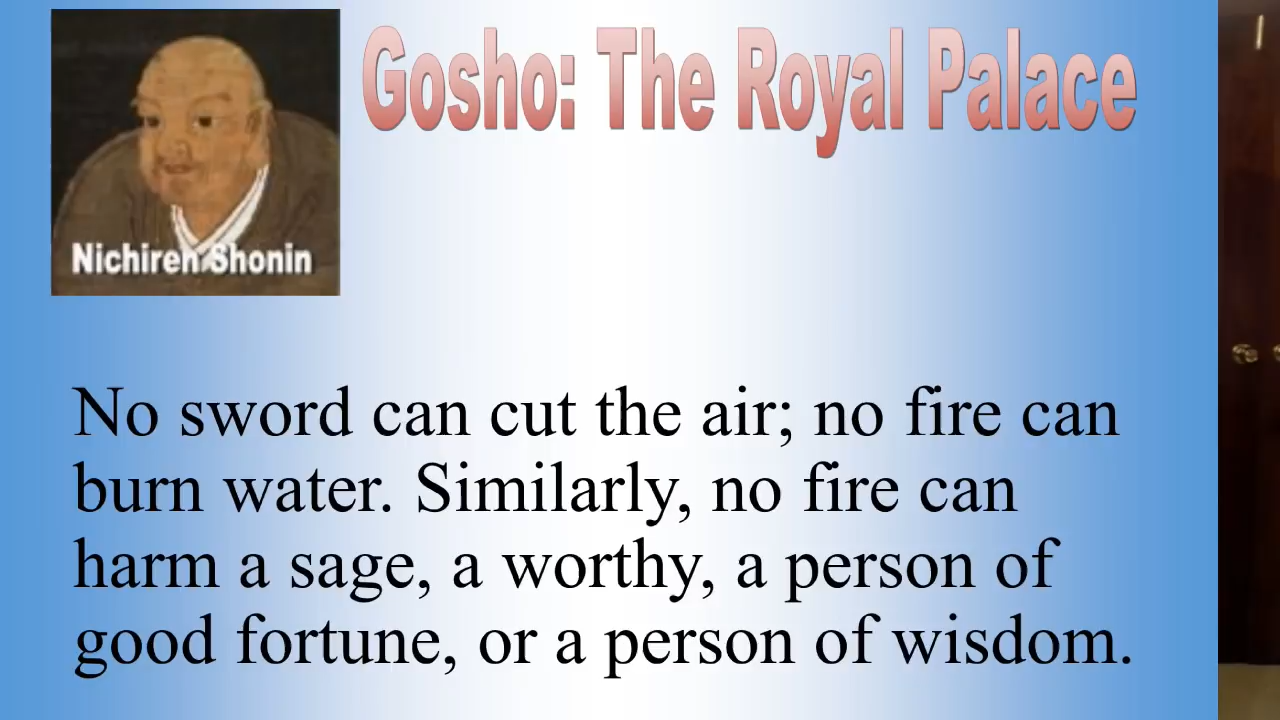 Gosho: The Royal Palace
Nichiren Shonin
No sword can cut the air; no fire can
burn water. Similarly, no fire can
harm a sage, a worthy, a person of
good fortune, or a person of wisdom.